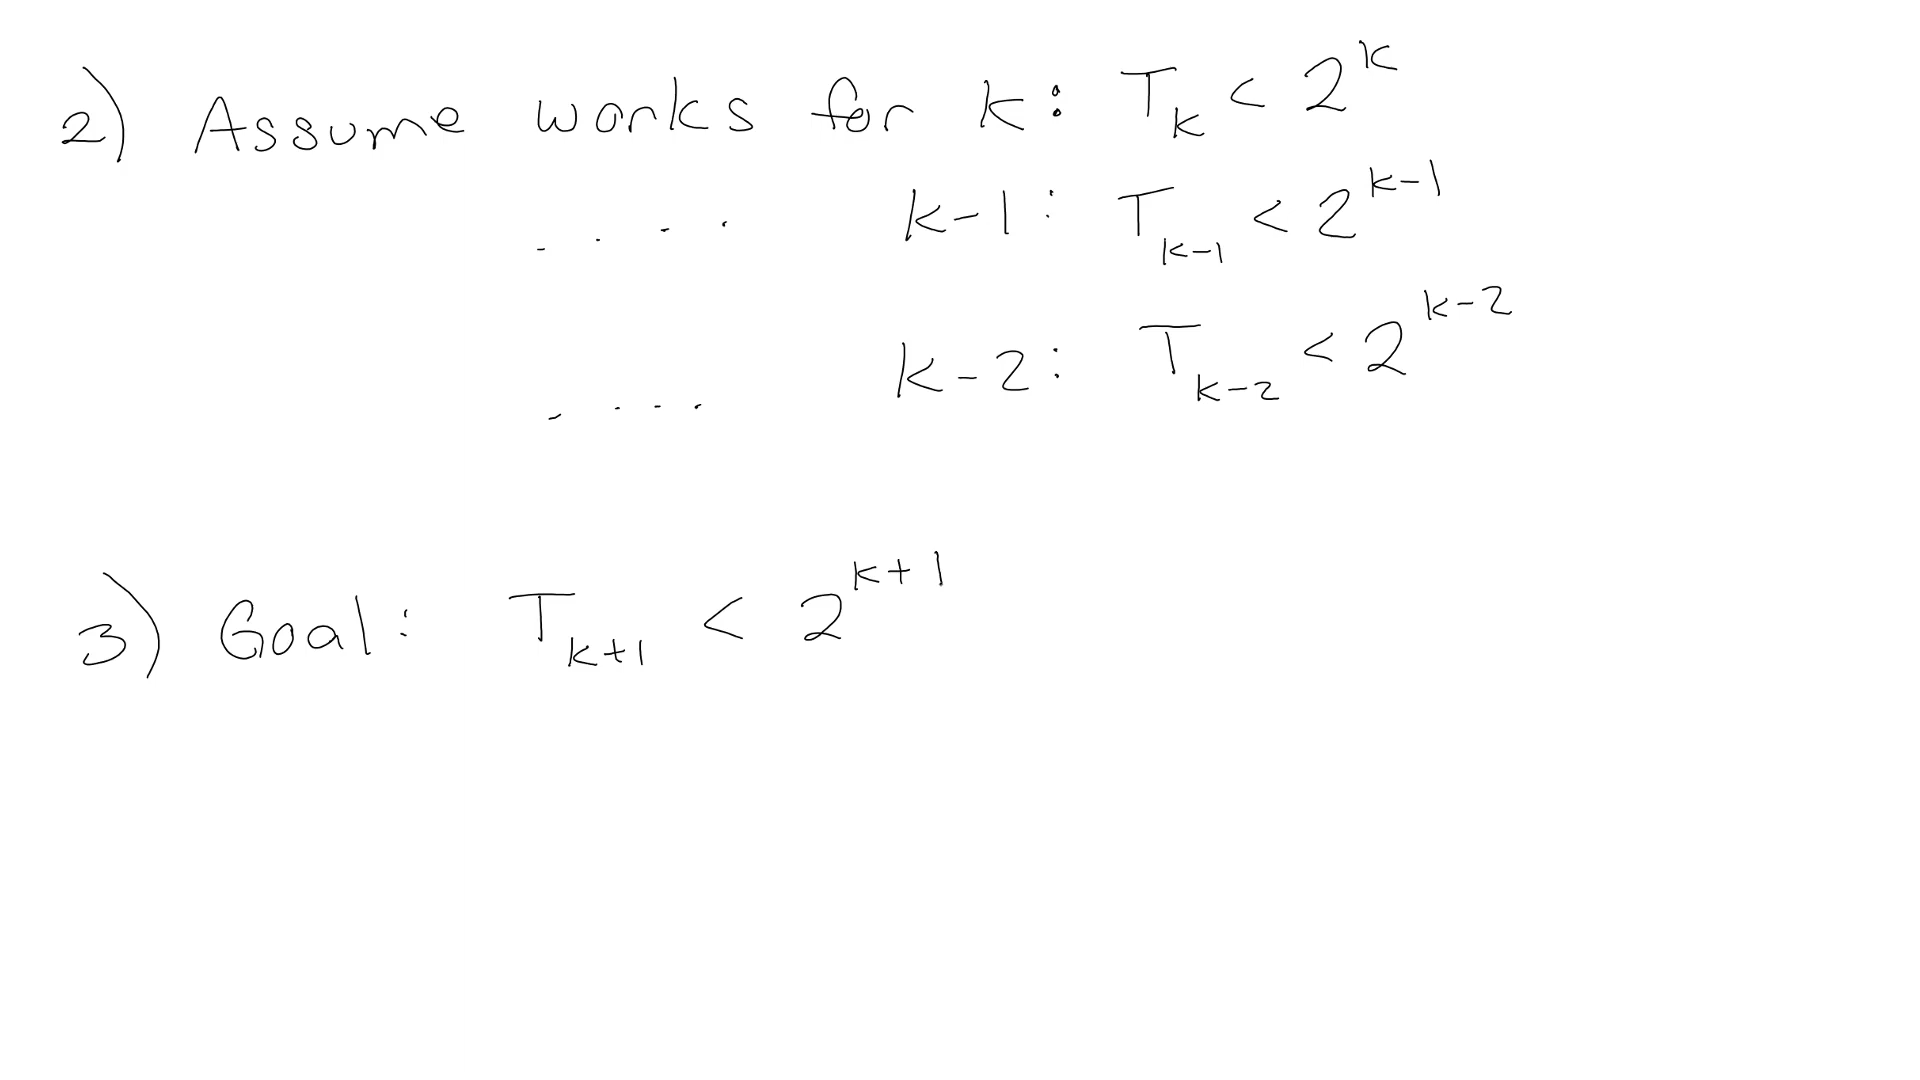 2) Assume works for k: T_k < 2^k
. . . . k-1: T_{k-1} < 2^{k-1}
. . . . k-2: T_{k-2} < 2^{k-2}
3) Goal: T_{k+1} < 2^{k+1}